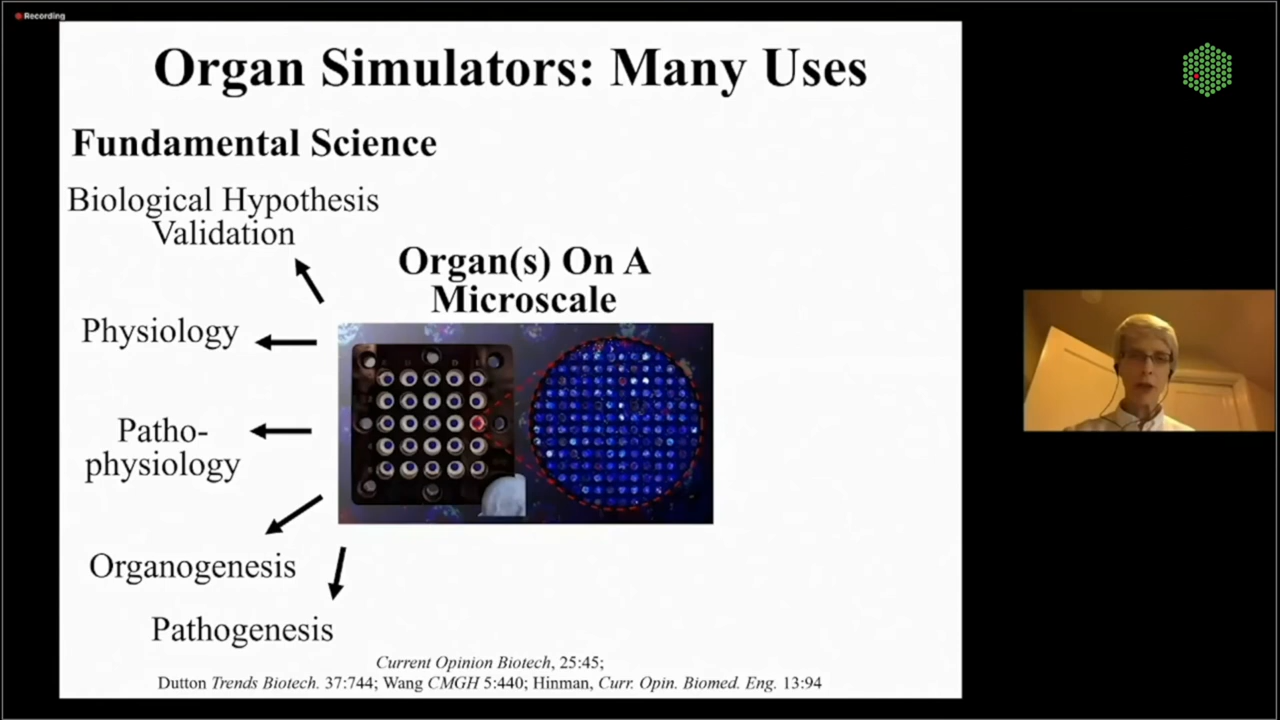 Recording
Organ Simulators: Many Uses
Fundamental Science
Biological Hypothesis
Validation
Organ(s) On A
Microscale
Physiology
Patho-
physiology
Organogenesis
Pathogenesis
Current Opinion Biotech, 25:45;
Dutton Trends Biotech. 37:744; Wang CMGH 5:440; Hinman, Curr. Opin. Biomed. Eng. 13:94